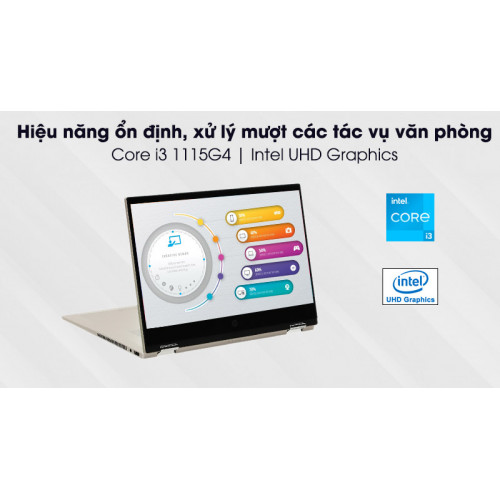 Hiệu năng ổn định, xử lý mượt các tác vụ văn phòng
Core i3 1115G4 | Intel UHD Graphics
intel
CORE
i3
intel
UHD Graphics